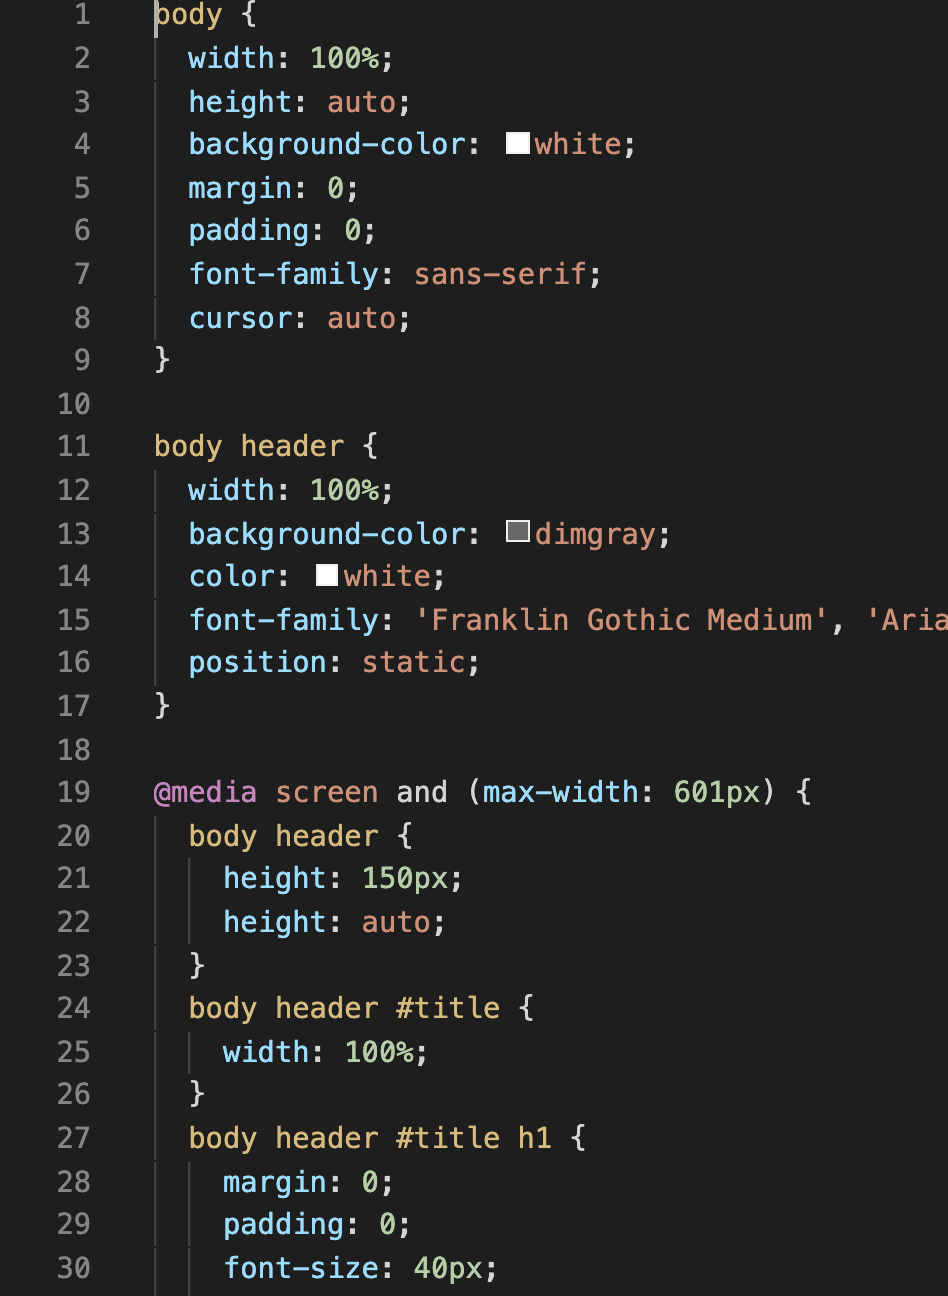 1 body {
2 width: 100%;
3 height: auto;
4 background-color: white;
5 margin: 0;
6 padding: 0;
7 font-family: sans-serif;
8 cursor: auto;
9 }
10
11 body header {
12 width: 100%;
13 background-color: dimgray;
14 color: white;
15 font-family: 'Franklin Gothic Medium', 'Aria
16 position: static;
17 }
18
19 @media screen and (max-width: 601px) {
20 body header {
21 height: 150px;
22 height: auto;
23 }
24 body header #title {
25 width: 100%;
26 }
27 body header #title h1 {
28 margin: 0;
29 padding: 0;
30 font-size: 40px;